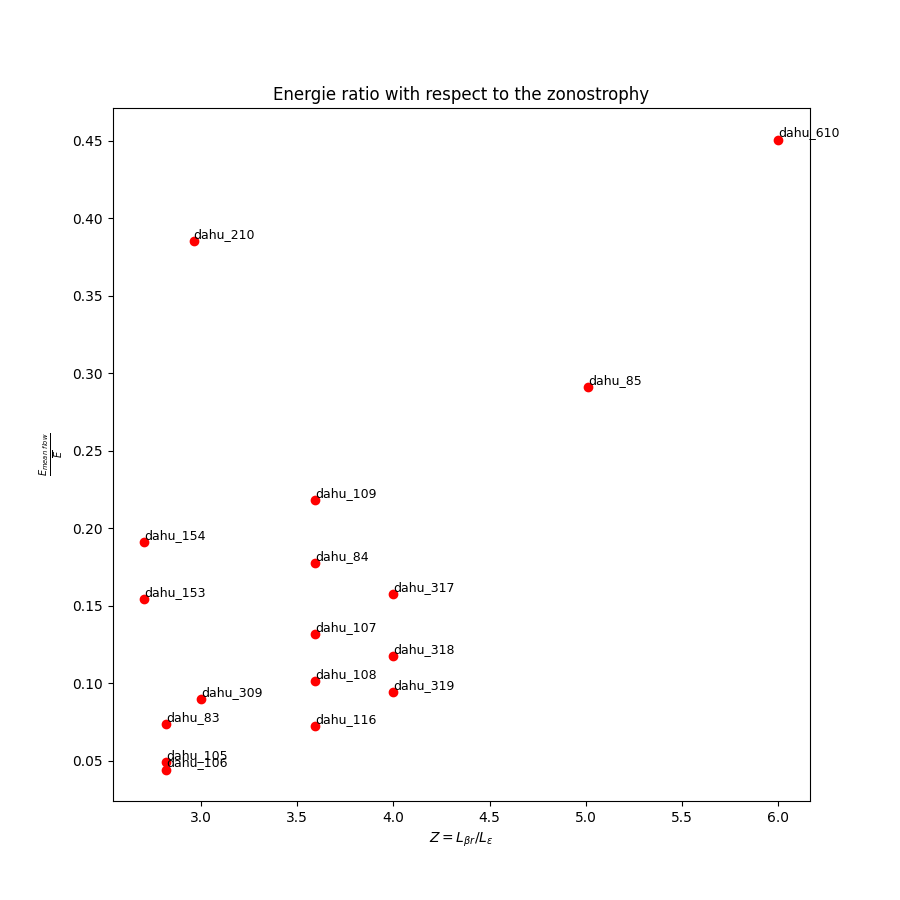 Energie ratio with respect to the zonostrophy
dahu_610
0.45
dahu_210
0.40
0.35
dahu_85
0.30
0.25
E_mean flow / E
dahu_109
0.20
dahu_154
dahu_84
dahu_153
dahu_317
0.15
dahu_107
dahu_318
dahu_108
dahu_319
0.10
dahu_309
dahu_83
dahu_116
dahu_105
dahu_106
0.05
3.0 3.5 4.0 4.5 5.0 5.5 6.0
Z = L_βr/L_ε